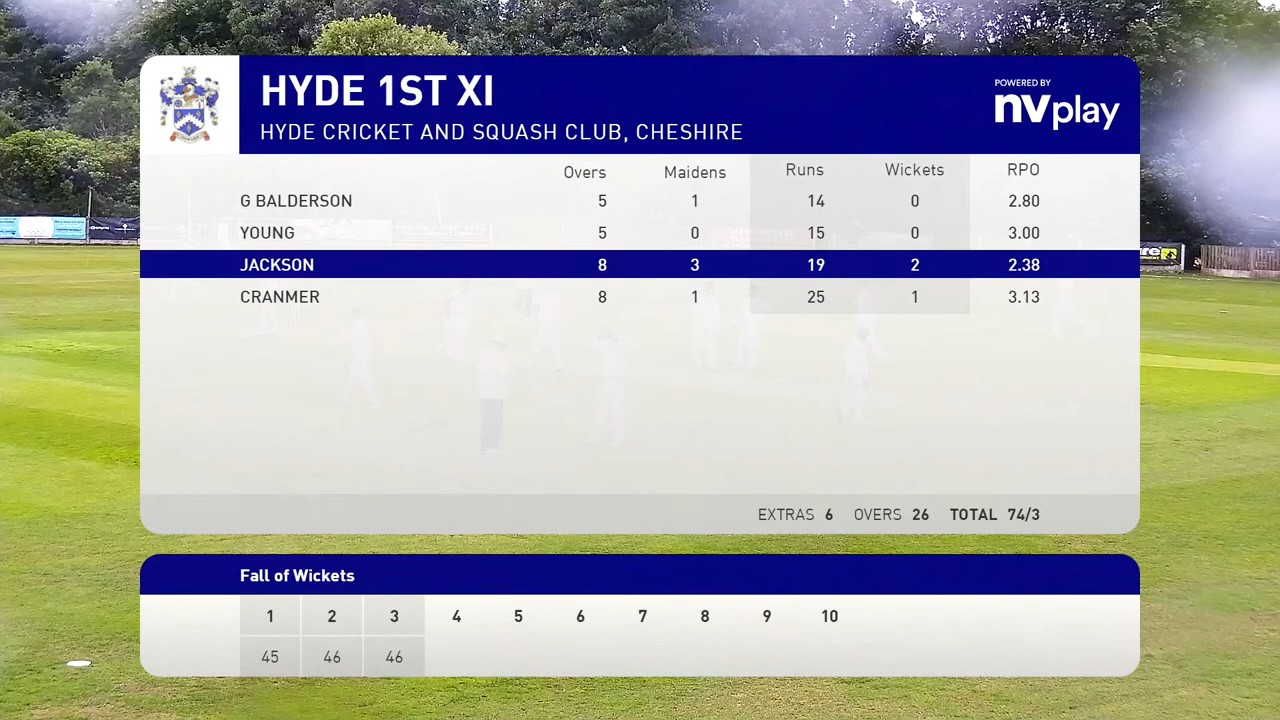 HYDE 1ST XI
HYDE CRICKET AND SQUASH CLUB, CHESHIRE
POWERED BY
nvplay
Overs Maidens Runs Wickets RPO
G BALDERSON 5 1 14 0 2.80
YOUNG 5 0 15 0 3.00
JACKSON 8 3 19 2 2.38
CRANMER 8 1 25 1 3.13
EXTRAS 6 OVERS 26 TOTAL 74/3
Fall of Wickets
1 2 3 4 5 6 7 8 9 10
45 46 46